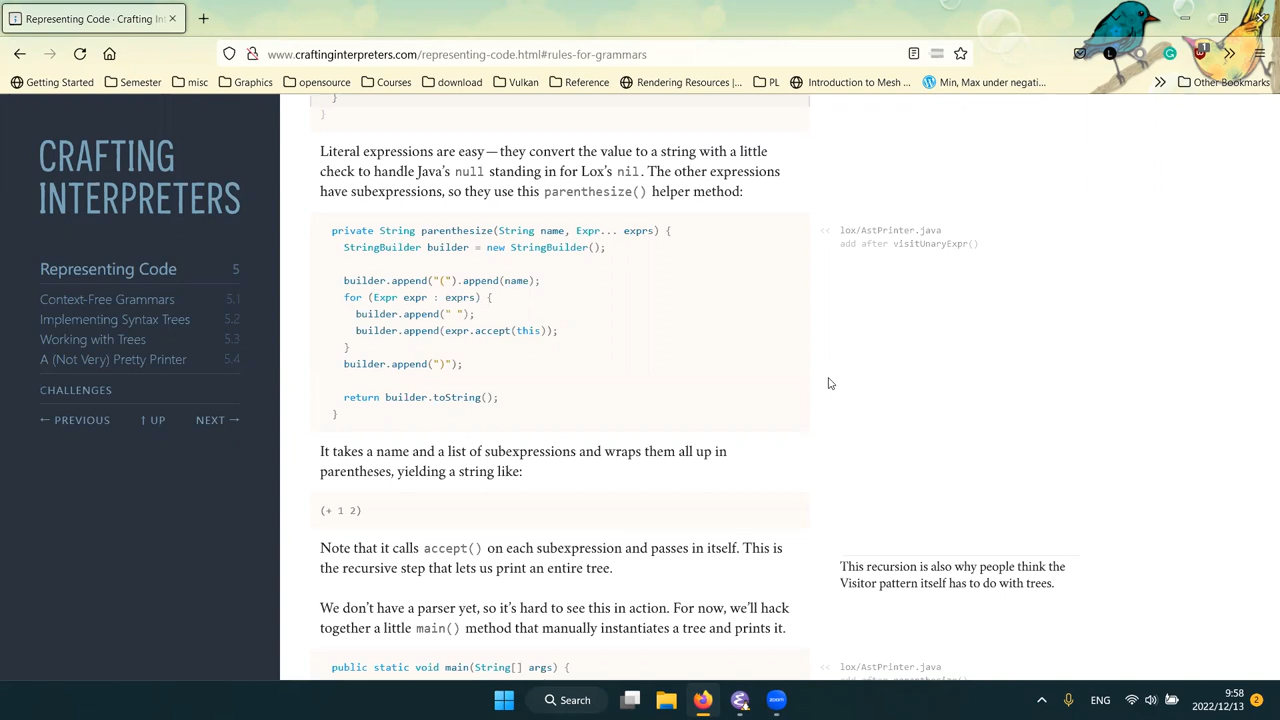 Representing Code · Crafting In
www.craftinginterpreters.com/representing-code.html#rules-for-grammars
Getting Started Semester misc Graphics opensource Courses download Vulkan Reference Rendering Resources |... PL Introduction to Mesh ... Min, Max under negati... Other Bookmarks
CRAFTING
INTERPRETERS
Representing Code 5
Context-Free Grammars 5.1
Implementing Syntax Trees 5.2
Working with Trees 5.3
A (Not Very) Pretty Printer 5.4
CHALLENGES
← PREVIOUS ↑ UP NEXT →
}
}
Literal expressions are easy—they convert the value to a string with a little
check to handle Java’s null standing in for Lox’s nil. The other expressions
have subexpressions, so they use this parenthesize() helper method:
private String parenthesize(String name, Expr... exprs) {
StringBuilder builder = new StringBuilder();
builder.append("(").append(name);
for (Expr expr : exprs) {
builder.append(" ");
builder.append(expr.accept(this));
}
builder.append(")");
return builder.toString();
}
<< lox/AstPrinter.java
add after visitUnaryExpr()
It takes a name and a list of subexpressions and wraps them all up in
parentheses, yielding a string like:
(+ 1 2)
Note that it calls accept() on each subexpression and passes in itself. This is
the recursive step that lets us print an entire tree.
This recursion is also why people think the
Visitor pattern itself has to do with trees.
We don’t have a parser yet, so it’s hard to see this in action. For now, we’ll hack
together a little main() method that manually instantiates a tree and prints it.
public static void main(String[] args) {
<< lox/AstPrinter.java
add after parenthesize()
Search
zoom
ENG
9:58
2022/12/13
2